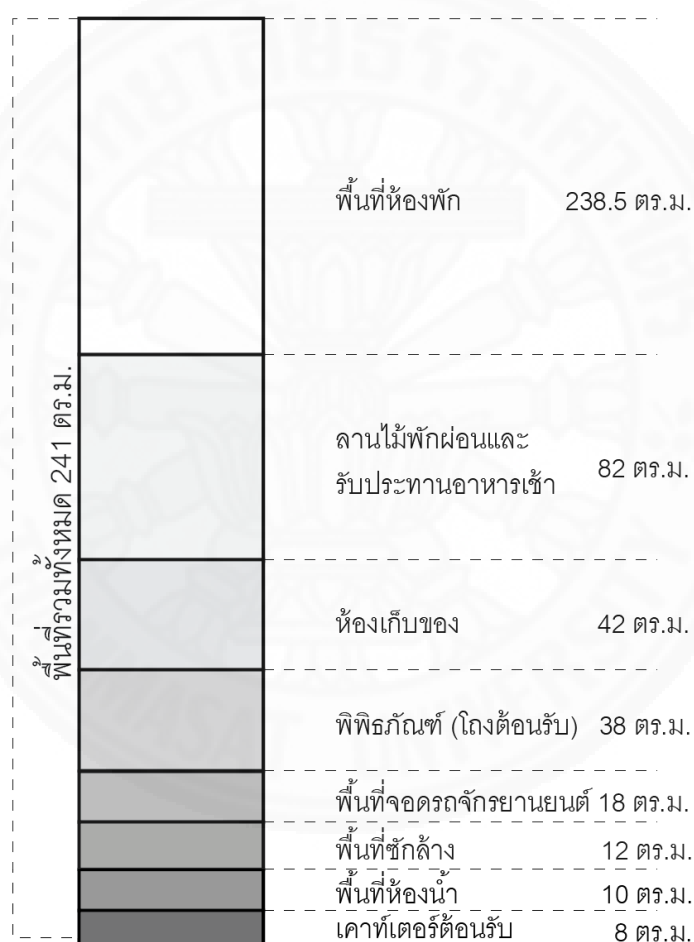 พื้นที่ห้องพัก 238.5 ตร.ม.
พื้นที่รวมทั้งหมด 241 ตร.ม.
ลานไม้พักผ่อนและ
รับประทานอาหารเช้า 82 ตร.ม.
ห้องเก็บของ 42 ตร.ม.
พิพิธภัณฑ์ (โถงต้อนรับ) 38 ตร.ม.
พื้นที่จอดรถจักรยานยนต์ 18 ตร.ม.
พื้นที่ซักล้าง 12 ตร.ม.
พื้นที่ห้องน้ำ 10 ตร.ม.
เคาท์เตอร์ต้อนรับ 8 ตร.ม.